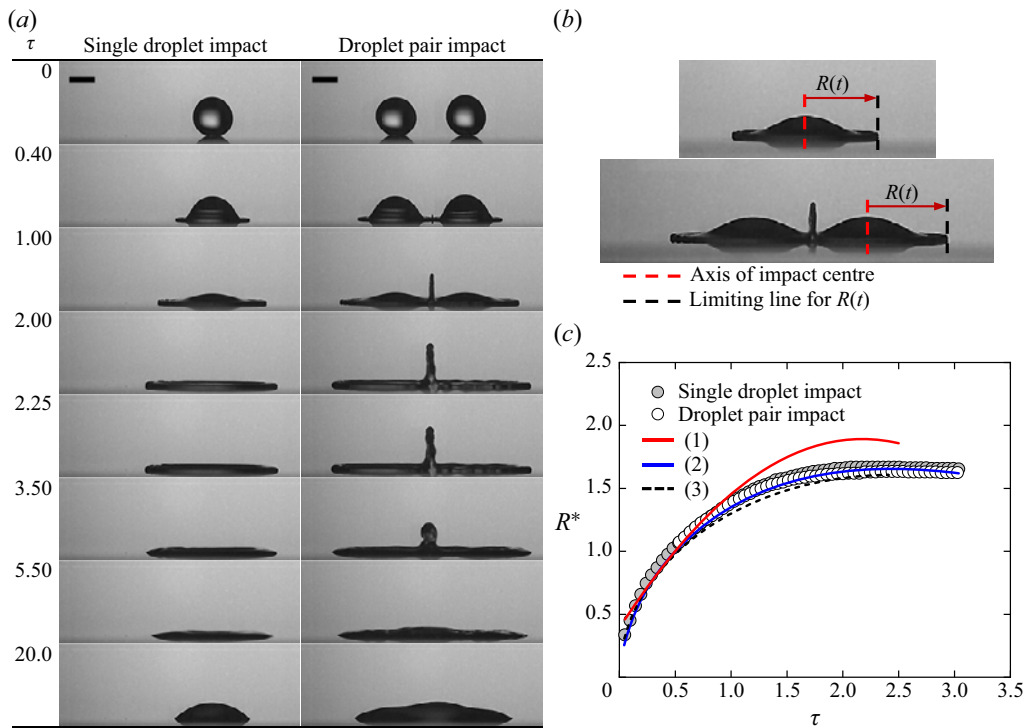 (a)
τ Single droplet impact Droplet pair impact
0
0.40
1.00
2.00
2.25
3.50
5.50
20.0
(b)
R(t)
R(t)
Axis of impact centre
Limiting line for R(t)
(c)
2.5
2.0
1.5
R*
1.0
0.5
0 0.5 1.0 1.5 2.0 2.5 3.0 3.5
τ
Single droplet impact
Droplet pair impact
(1)
(2)
(3)